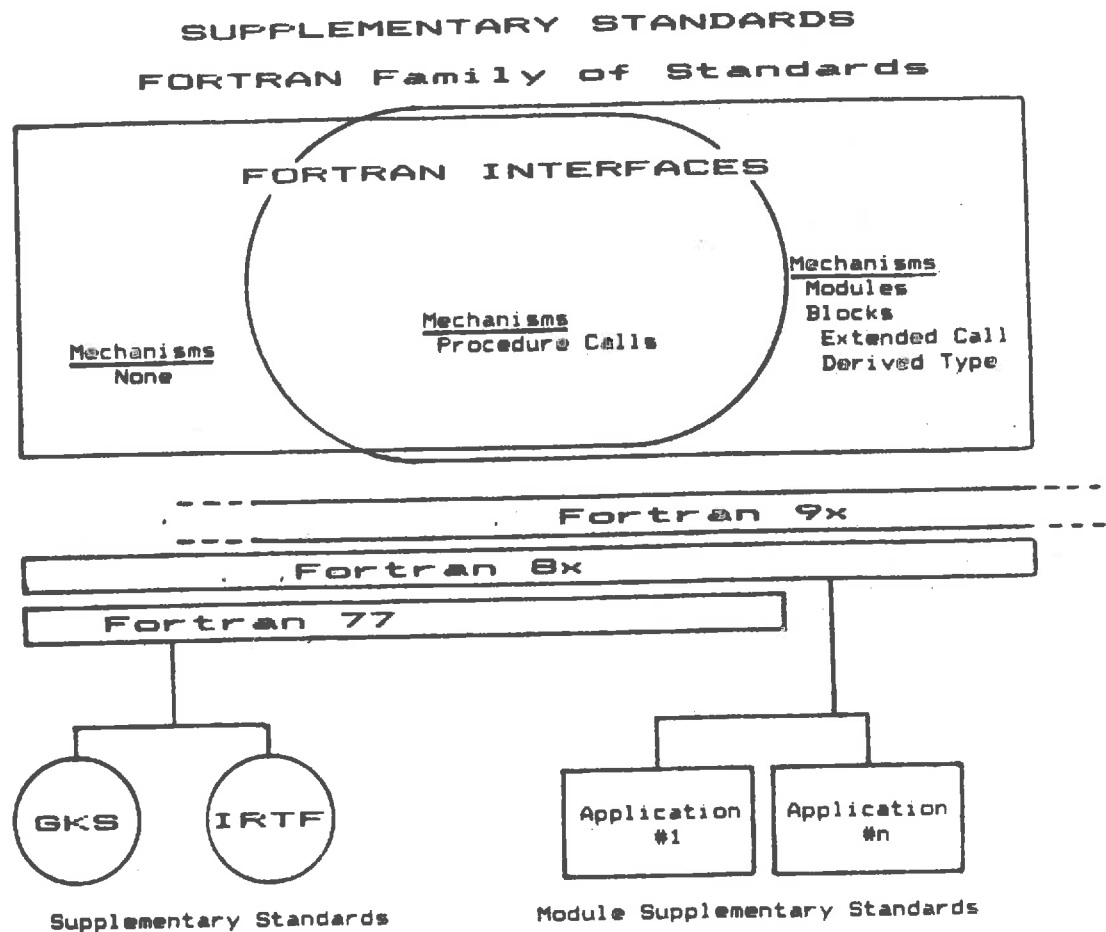 SUPPLEMENTARY STANDARDS
FORTRAN Family of Standards
FORTRAN INTERFACES
Mechanisms
None
Mechanisms
Procedure Calls
Mechanisms
Modules
Blocks
Extended Call
Derived Type
Fortran 9x
Fortran 8x
Fortran 77
GKS
IRTF
Application
#1
Application
#n
Supplementary Standards
Module Supplementary Standards